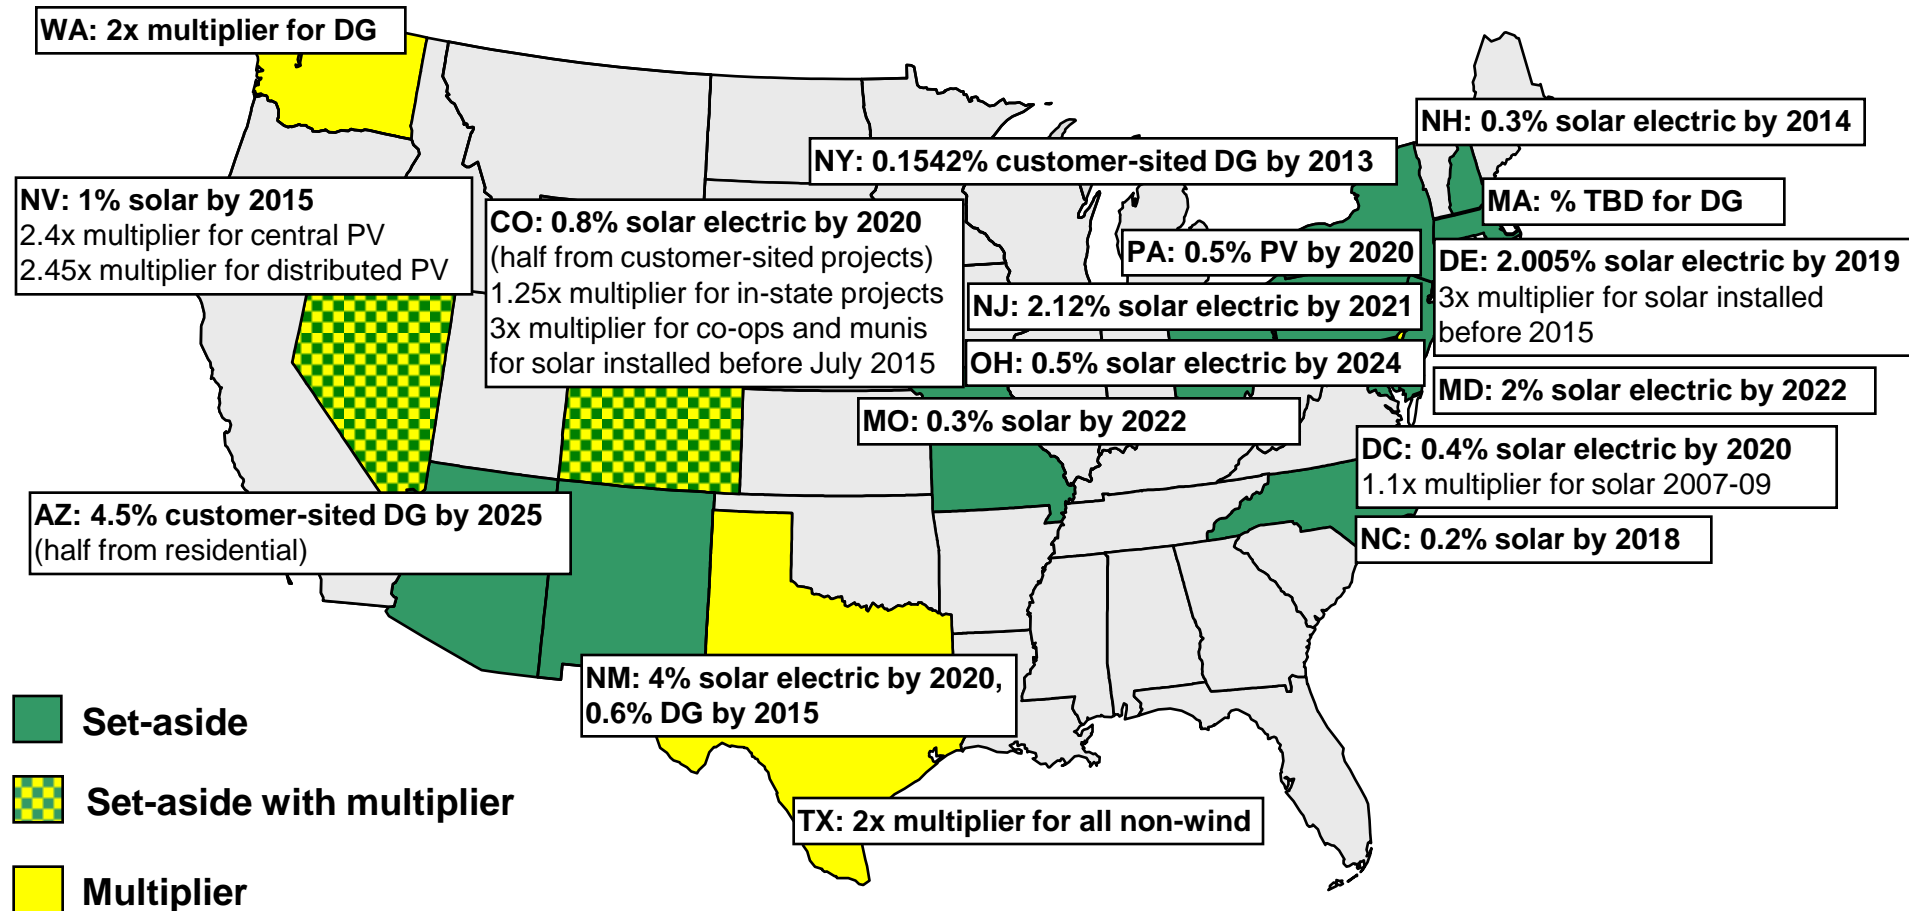 WA: 2x multiplier for DG
NH: 0.3% solar electric by 2014
NY: 0.1542% customer-sited DG by 2013
NV: 1% solar by 2015
2.4x multiplier for central PV
2.45x multiplier for distributed PV
CO: 0.8% solar electric by 2020
(half from customer-sited projects)
1.25x multiplier for in-state projects
3x multiplier for co-ops and munis
for solar installed before July 2015
MA: % TBD for DG
PA: 0.5% PV by 2020
DE: 2.005% solar electric by 2019
3x multiplier for solar installed
before 2015
NJ: 2.12% solar electric by 2021
OH: 0.5% solar electric by 2024
MD: 2% solar electric by 2022
MO: 0.3% solar by 2022
DC: 0.4% solar electric by 2020
1.1x multiplier for solar 2007-09
AZ: 4.5% customer-sited DG by 2025
(half from residential)
NC: 0.2% solar by 2018
NM: 4% solar electric by 2020,
0.6% DG by 2015
TX: 2x multiplier for all non-wind
Set-aside
Set-aside with multiplier
Multiplier